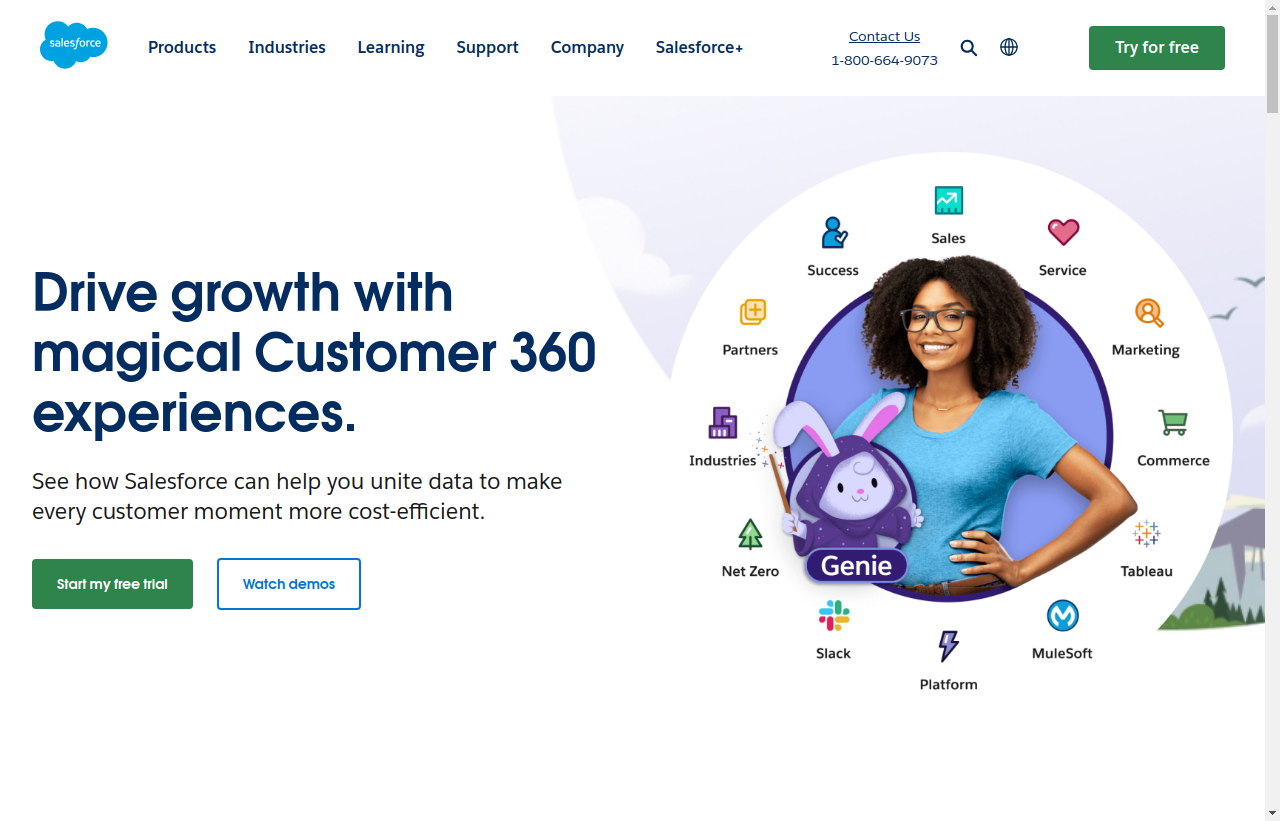 salesforce
Products
Industries
Learning
Support
Company
Salesforce+
Contact Us
1-800-664-9073
Try for free
Drive growth with
magical Customer 360
experiences.
See how Salesforce can help you unite data to make
every customer moment more cost-efficient.
Start my free trial
Watch demos
Sales
Success
Service
Partners
Marketing
Industries
Commerce
Net Zero
Genie
Tableau
Slack
MuleSoft
Platform